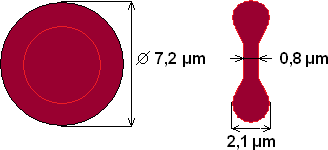 ⌀ 7,2 µm
0,8 µm
2,1 µm